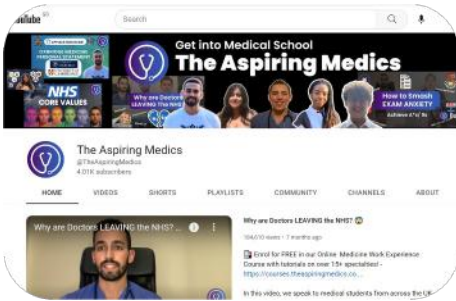 Search
NHS
CORE VALUES
Why are Doctors
LEAVING the NHS?
Get into Medical School
The Aspiring Medics
How to Smash
EXAM ANXIETY
The Aspiring Medics
@TheAspiringMedics
4.01K subscribers
HOME VIDEOS SHORTS PLAYLISTS COMMUNITY CHANNELS ABOUT
Why are Doctors LEAVING the NHS? ...
Why are Doctors LEAVING the NHS?
7 months ago
Enrol for FREE in our Online Medicine Work Experience
Course with tutorials on over 15+ specialties! -
https://courses.theaspiringmedics.co...
In this video, we speak to medical students from across the UK